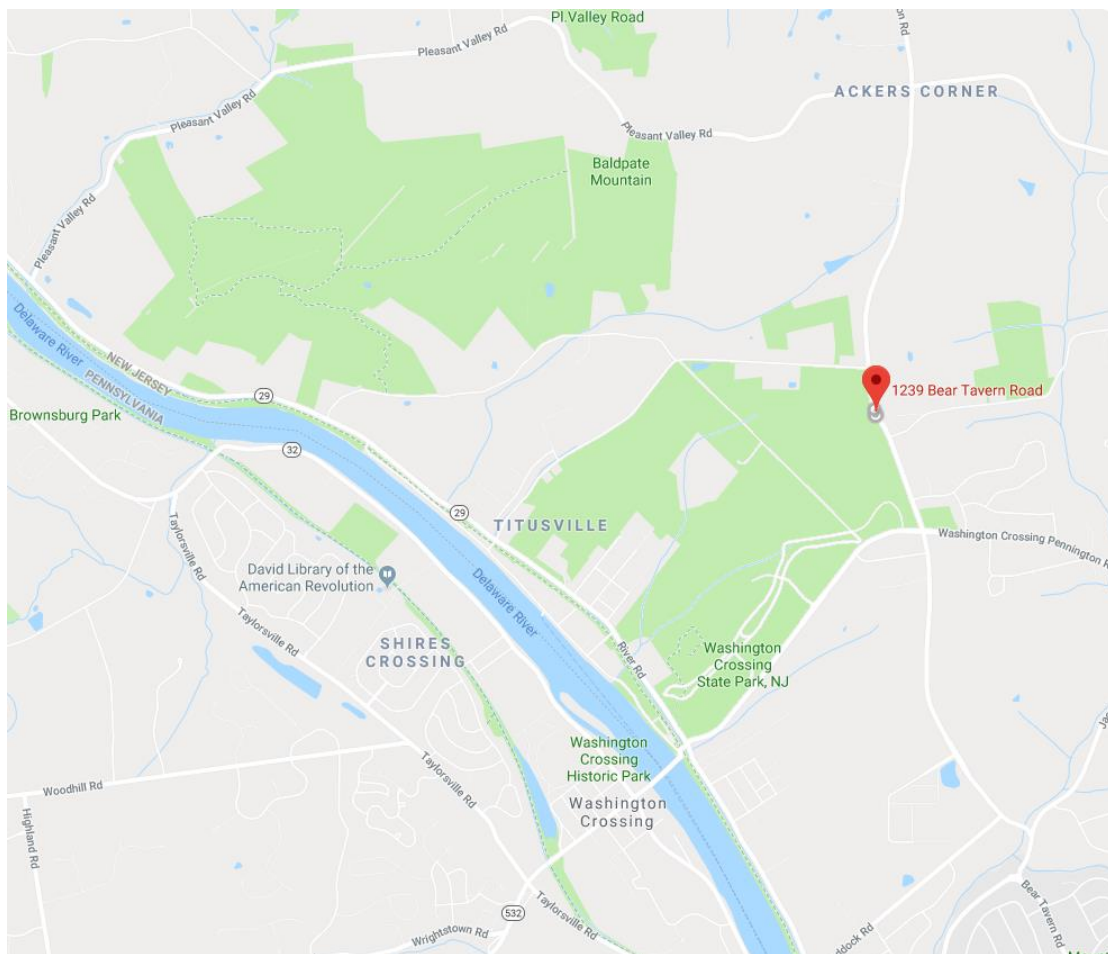 Pl.Valley Road
Pleasant Valley Rd
on Rd
ACKERS CORNER
Pleasant Valley Rd
Pleasant Valley Rd
Baldpate
Mountain
Pleasant Valley Rd
Delaware River
NEW JERSEY
PENNSYLVANIA
29
1239 Bear Tavern Road
Brownsburg Park
32
29
TITUSVILLE
Washington Crossing Pennington R
Taylorsville Rd
David Library of the
American Revolution
Delaware River
Taylorsville Rd
SHIRES
CROSSING
River Rd
Washington
Crossing
State Park, NJ
Ja
Washington
Crossing
Historic Park
Woodhill Rd
Taylorsville Rd
Washington
Crossing
Highland Rd
Bear Tavern Rd
Taylorsville Rd
532
Wrightstown Rd
ddock Rd